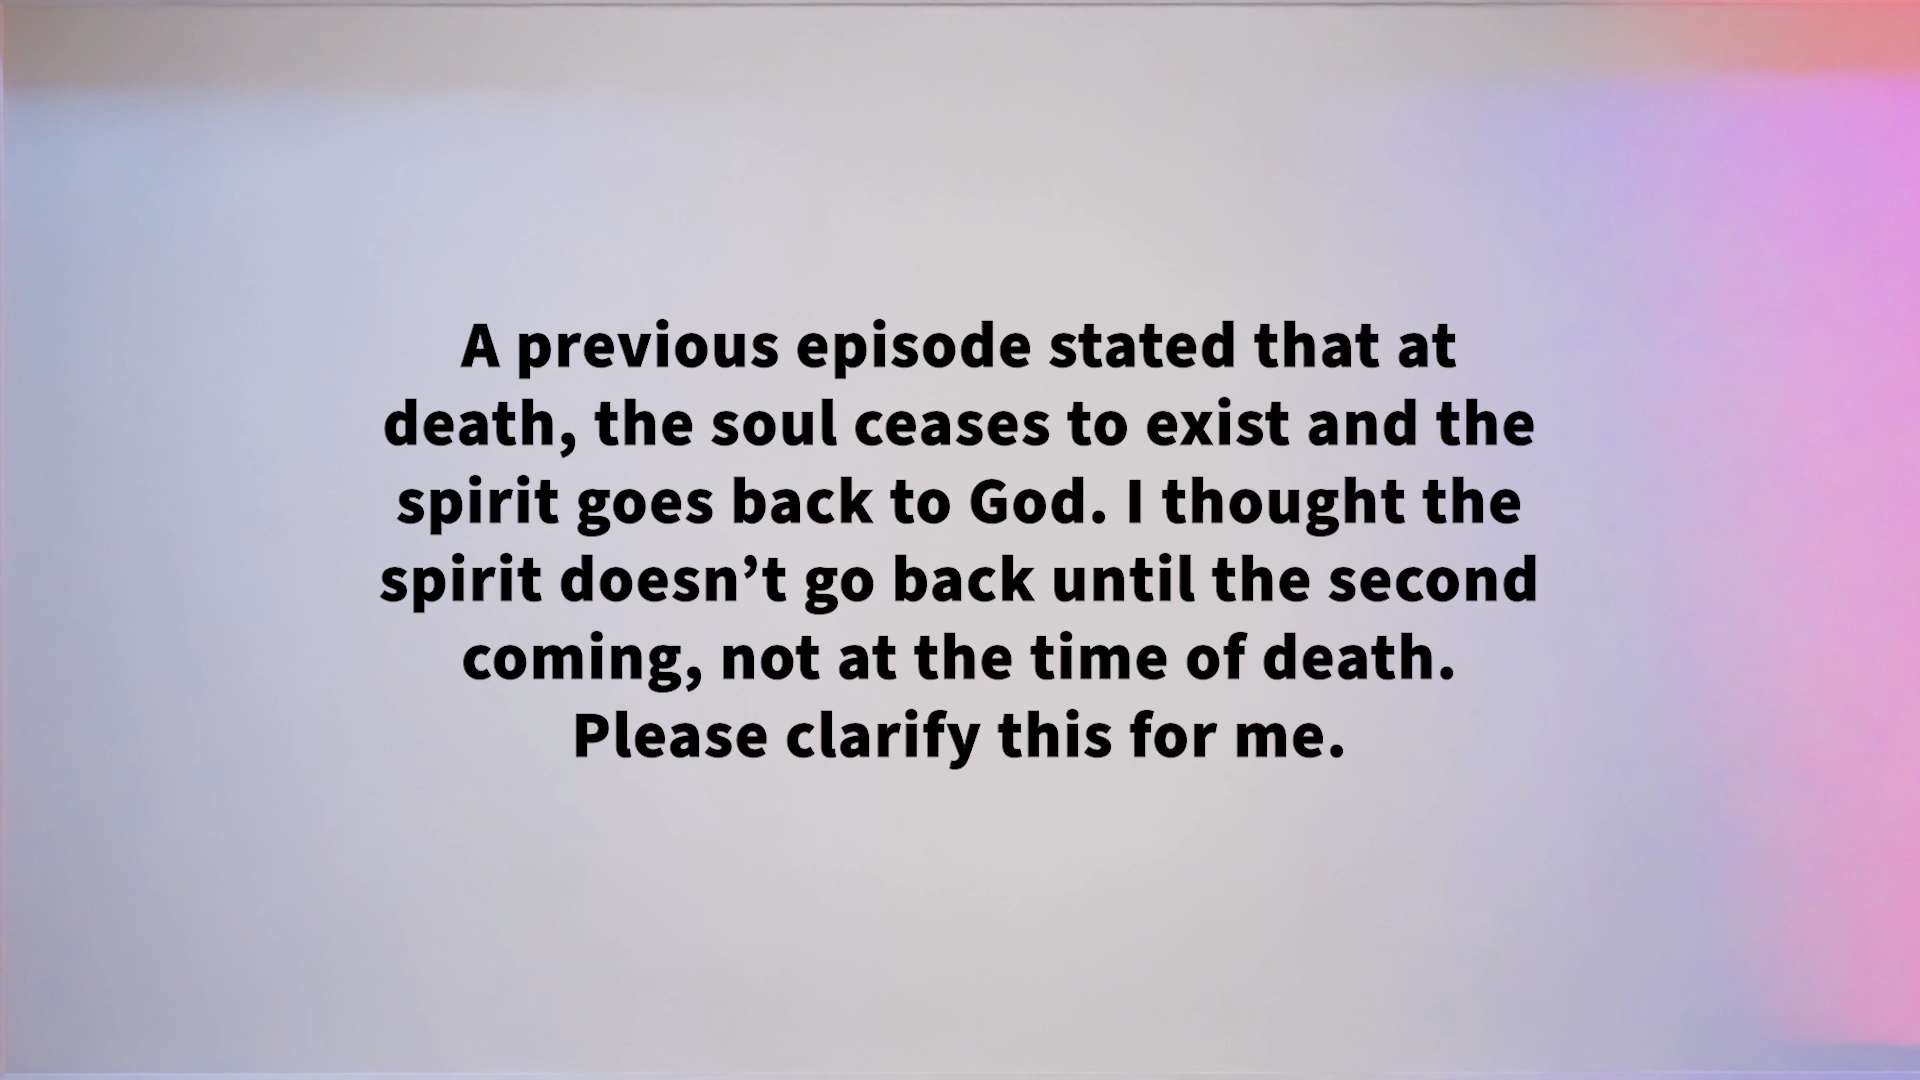 A previous episode stated that at
death, the soul ceases to exist and the
spirit goes back to God. I thought the
spirit doesn’t go back until the second
coming, not at the time of death.
Please clarify this for me.